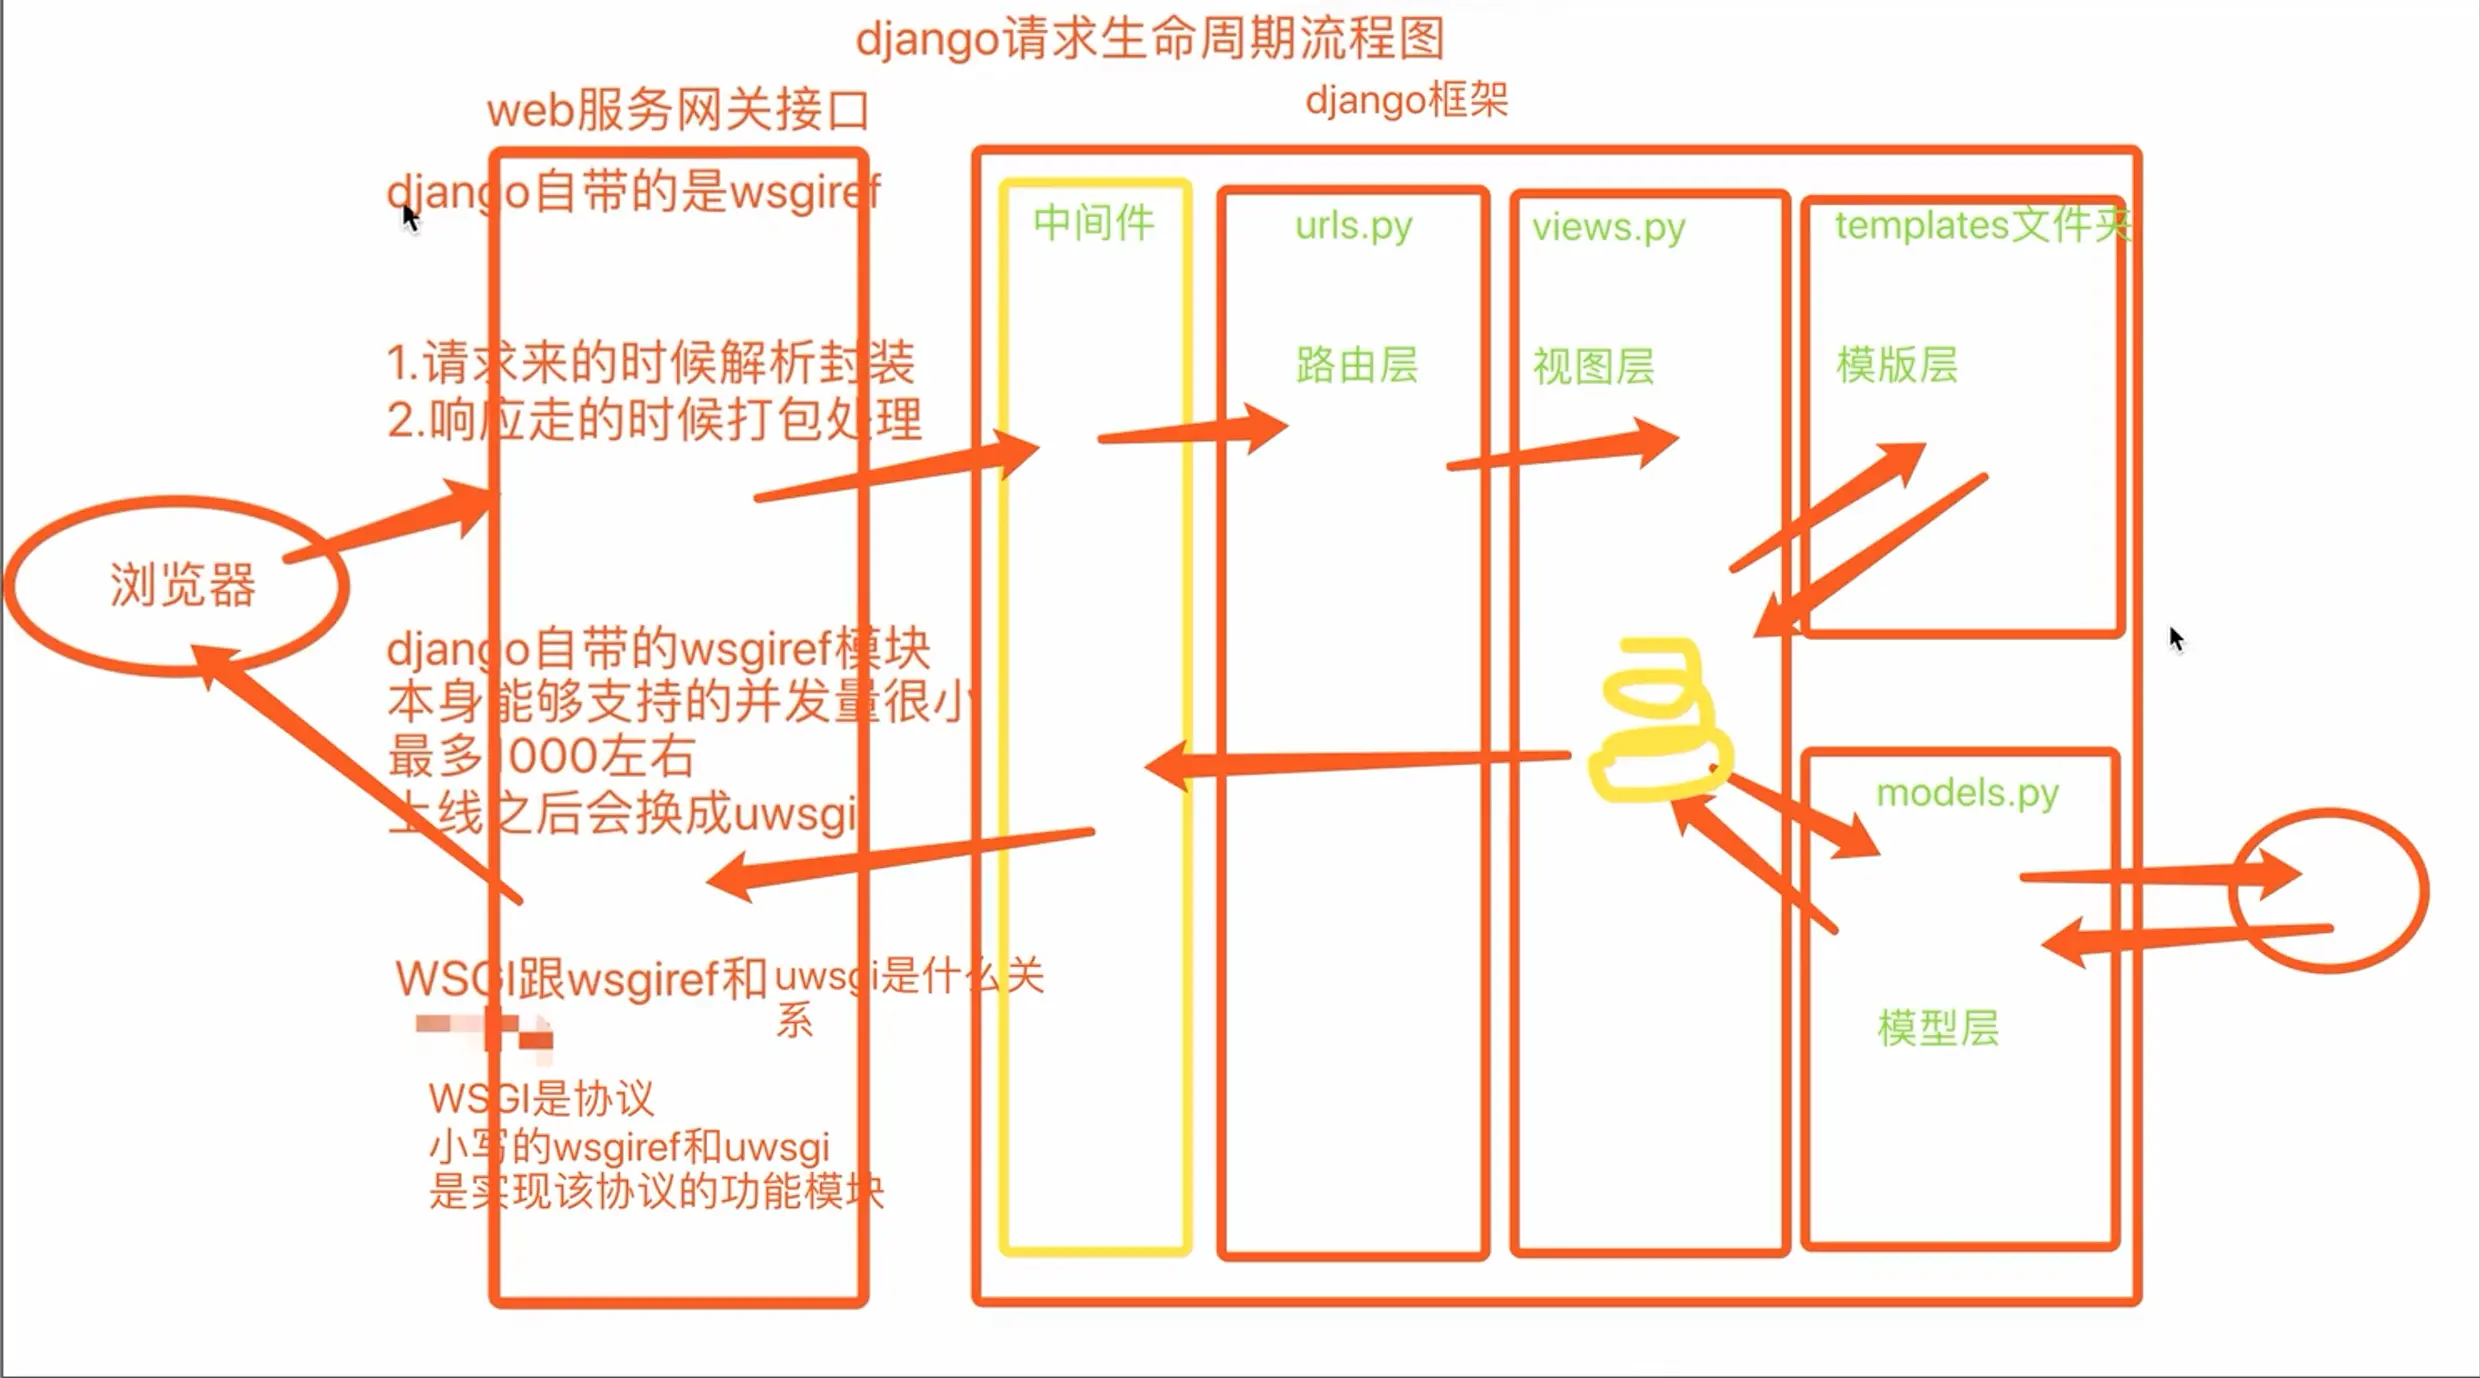 django请求生命周期流程图
web服务网关接口
django框架
django自带的是wsgiref
1.请求来的时候解析封装
2.响应走的时候打包处理
浏览器
django自带的wsgiref模块
本身能够支持的并发量很小
最多1000左右
上线之后会换成uwsgi
WSGI跟wsgiref和
uwsgi是什么关
系
WSGI是协议
小写的wsgiref和uwsgi
是实现该协议的功能模块
中间件
urls.py
路由层
views.py
视图层
templates文件夹
模版层
models.py
模型层